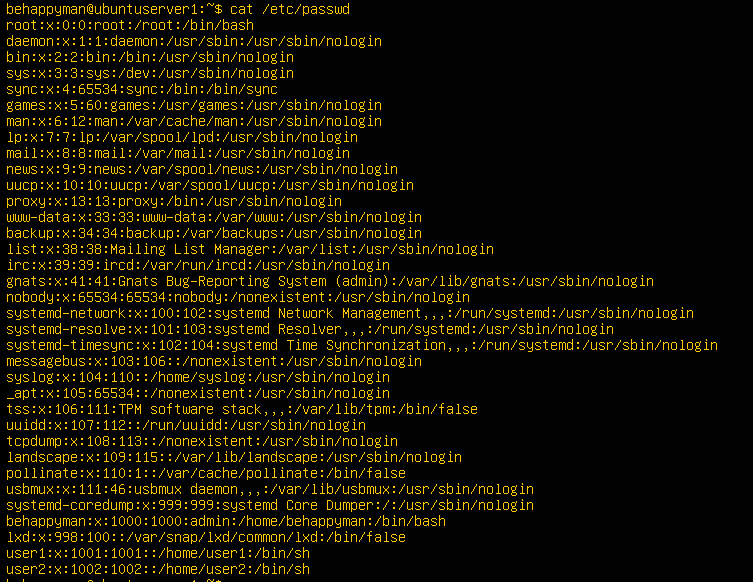 behappyman@ubuntuserver1:~$ cat /etc/passwd
root:x:0:0:root:/root:/bin/bash
daemon:x:1:1:daemon:/usr/sbin:/usr/sbin/nologin
bin:x:2:2:bin:/bin:/usr/sbin/nologin
sys:x:3:3:sys:/dev:/usr/sbin/nologin
sync:x:4:65534:sync:/bin:/bin/sync
games:x:5:60:games:/usr/games:/usr/sbin/nologin
man:x:6:12:man:/var/cache/man:/usr/sbin/nologin
lp:x:7:7:lp:/var/spool/lpd:/usr/sbin/nologin
mail:x:8:8:mail:/var/mail:/usr/sbin/nologin
news:x:9:9:news:/var/spool/news:/usr/sbin/nologin
uucp:x:10:10:uucp:/var/spool/uucp:/usr/sbin/nologin
proxy:x:13:13:proxy:/bin:/usr/sbin/nologin
www-data:x:33:33:www-data:/var/www:/usr/sbin/nologin
backup:x:34:34:backup:/var/backups:/usr/sbin/nologin
list:x:38:38:Mailing List Manager:/var/list:/usr/sbin/nologin
irc:x:39:39:ircd:/var/run/ircd:/usr/sbin/nologin
gnats:x:41:41:Gnats Bug-Reporting System (admin):/var/lib/gnats:/usr/sbin/nologin
nobody:x:65534:65534:nobody:/nonexistent:/usr/sbin/nologin
systemd-network:x:100:102:systemd Network Management,,,:/run/systemd:/usr/sbin/nologin
systemd-resolve:x:101:103:systemd Resolver,,,:/run/systemd:/usr/sbin/nologin
systemd-timesync:x:102:104:systemd Time Synchronization,,,:/run/systemd:/usr/sbin/nologin
messagebus:x:103:106::/nonexistent:/usr/sbin/nologin
syslog:x:104:110::/home/syslog:/usr/sbin/nologin
_apt:x:105:65534::/nonexistent:/usr/sbin/nologin
tss:x:106:111:TPM software stack,,,:/var/lib/tpm:/bin/false
uuidd:x:107:112::/run/uuidd:/usr/sbin/nologin
tcpdump:x:108:113::/nonexistent:/usr/sbin/nologin
landscape:x:109:115::/var/lib/landscape:/usr/sbin/nologin
pollinate:x:110:1::/var/cache/pollinate:/bin/false
usbmux:x:111:46:usbmux daemon,,,:/var/lib/usbmux:/usr/sbin/nologin
systemd-coredump:x:999:999:systemd Core Dumper:/:/usr/sbin/nologin
behappyman:x:1000:1000:admin:/home/behappyman:/bin/bash
lxd:x:998:100::/var/snap/lxd/common/lxd:/bin/false
user1:x:1001:1001::/home/user1:/bin/sh
user2:x:1002:1002::/home/user2:/bin/sh